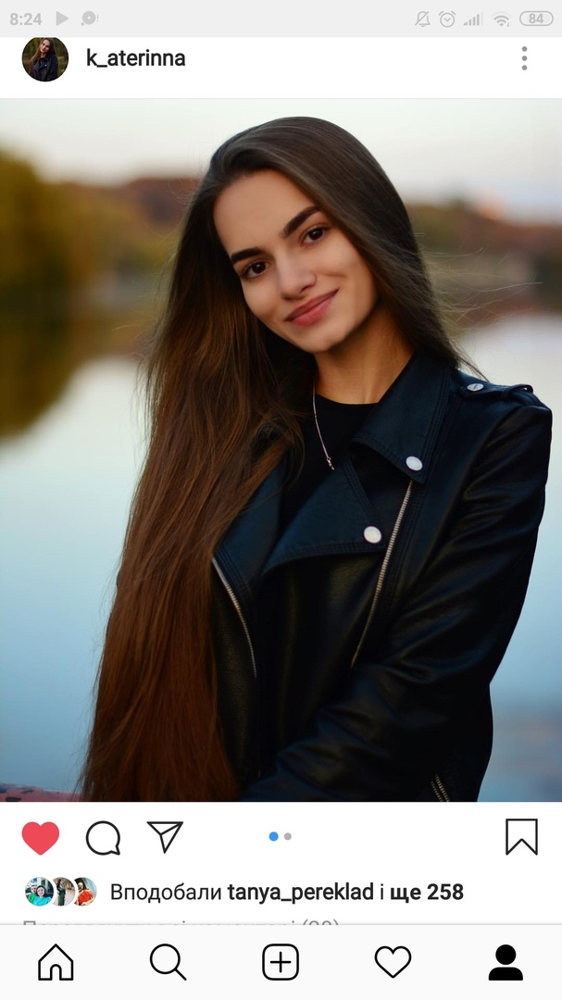 8:24
84
k_aterinna
Вподобали tanya_pereklad і ще 258